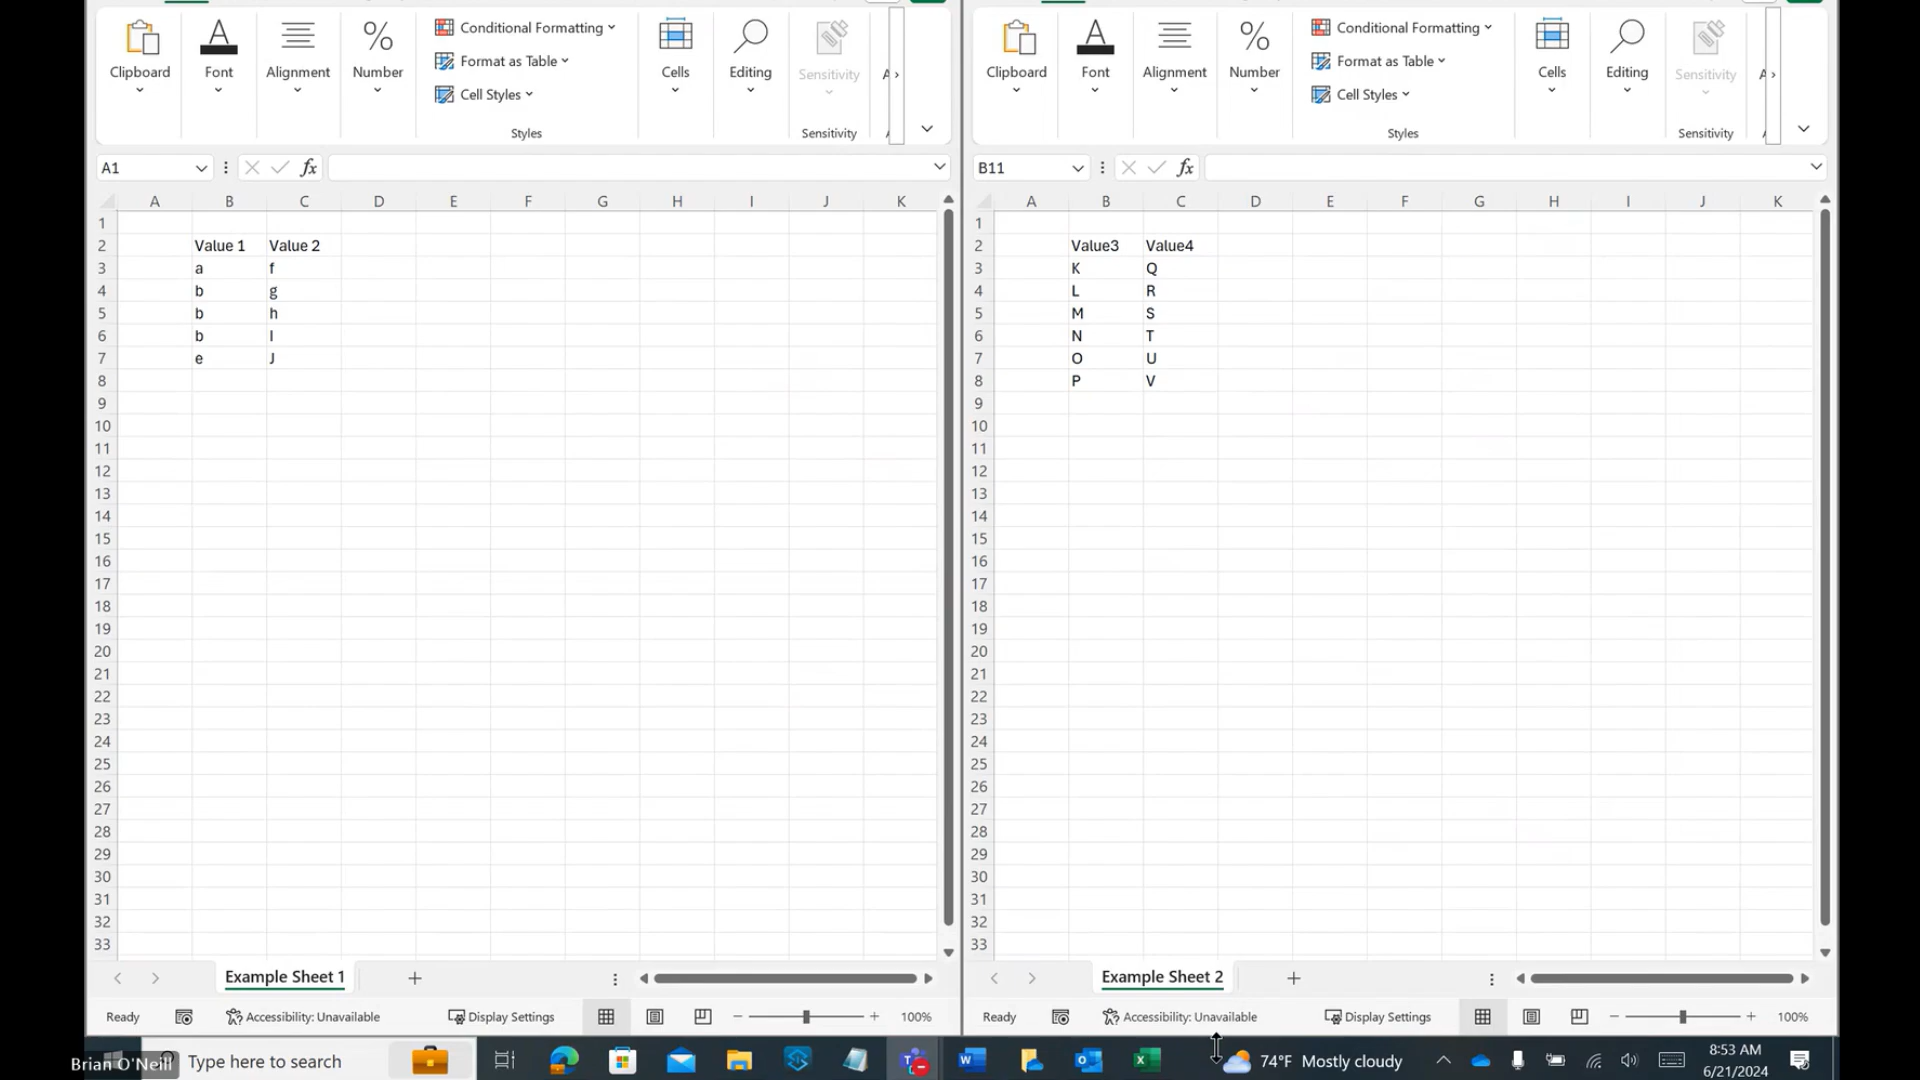 Clipboard Font Alignment Number Conditional Formatting Format as Table Cell Styles Styles Cells Editing Sensitivity Sensitivity
Clipboard Font Alignment Number Conditional Formatting Format as Table Cell Styles Styles Cells Editing Sensitivity Sensitivity
A1 fx
B11 fx
A B C D E F G H I J K
1
2 Value 1 Value 2
3 a f
4 b g
5 b h
6 b I
7 e J
8
9
10
11
12
13
14
15
16
17
18
19
20
21
22
23
24
25
26
27
28
29
30
31
32
33
A B C D E F G H I J K
1
2 Value3 Value4
3 K Q
4 L R
5 M S
6 N T
7 O U
8 P V
9
10
11
12
13
14
15
16
17
18
19
20
21
22
23
24
25
26
27
28
29
30
31
32
33
Example Sheet 1
Example Sheet 2
Ready Accessibility: Unavailable Display Settings 100%
Ready Accessibility: Unavailable Display Settings 100%
Brian O'Neill Type here to search 74°F Mostly cloudy 8:53 AM
6/21/2024